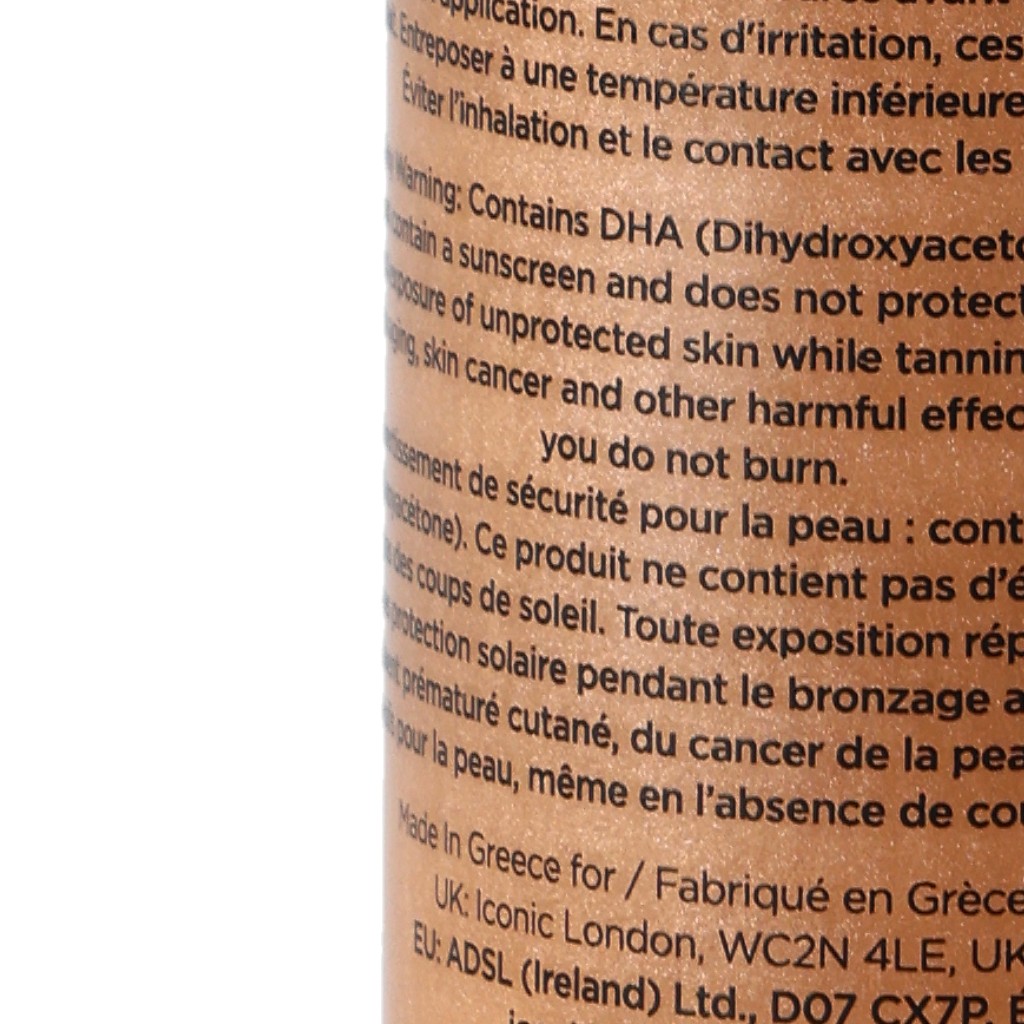 application. En cas d'irritation, ces
Entreposer à une température inférieure
Éviter l'inhalation et le contact avec les
Warning: Contains DHA (Dihydroxyaceto
contain a sunscreen and does not protect
exposure of unprotected skin while tannin
ging, skin cancer and other harmful effec
you do not burn.
issement de sécurité pour la peau : cont
acétone). Ce produit ne contient pas d'é
des coups de soleil. Toute exposition rép
protection solaire pendant le bronzage a
prématuré cutané, du cancer de la pea
pour la peau, même en l'absence de cou
Made In Greece for / Fabriqué en Grèce
UK: Iconic London, WC2N 4LE, UK
EU: ADSL (Ireland) Ltd., D07 CX7P, É